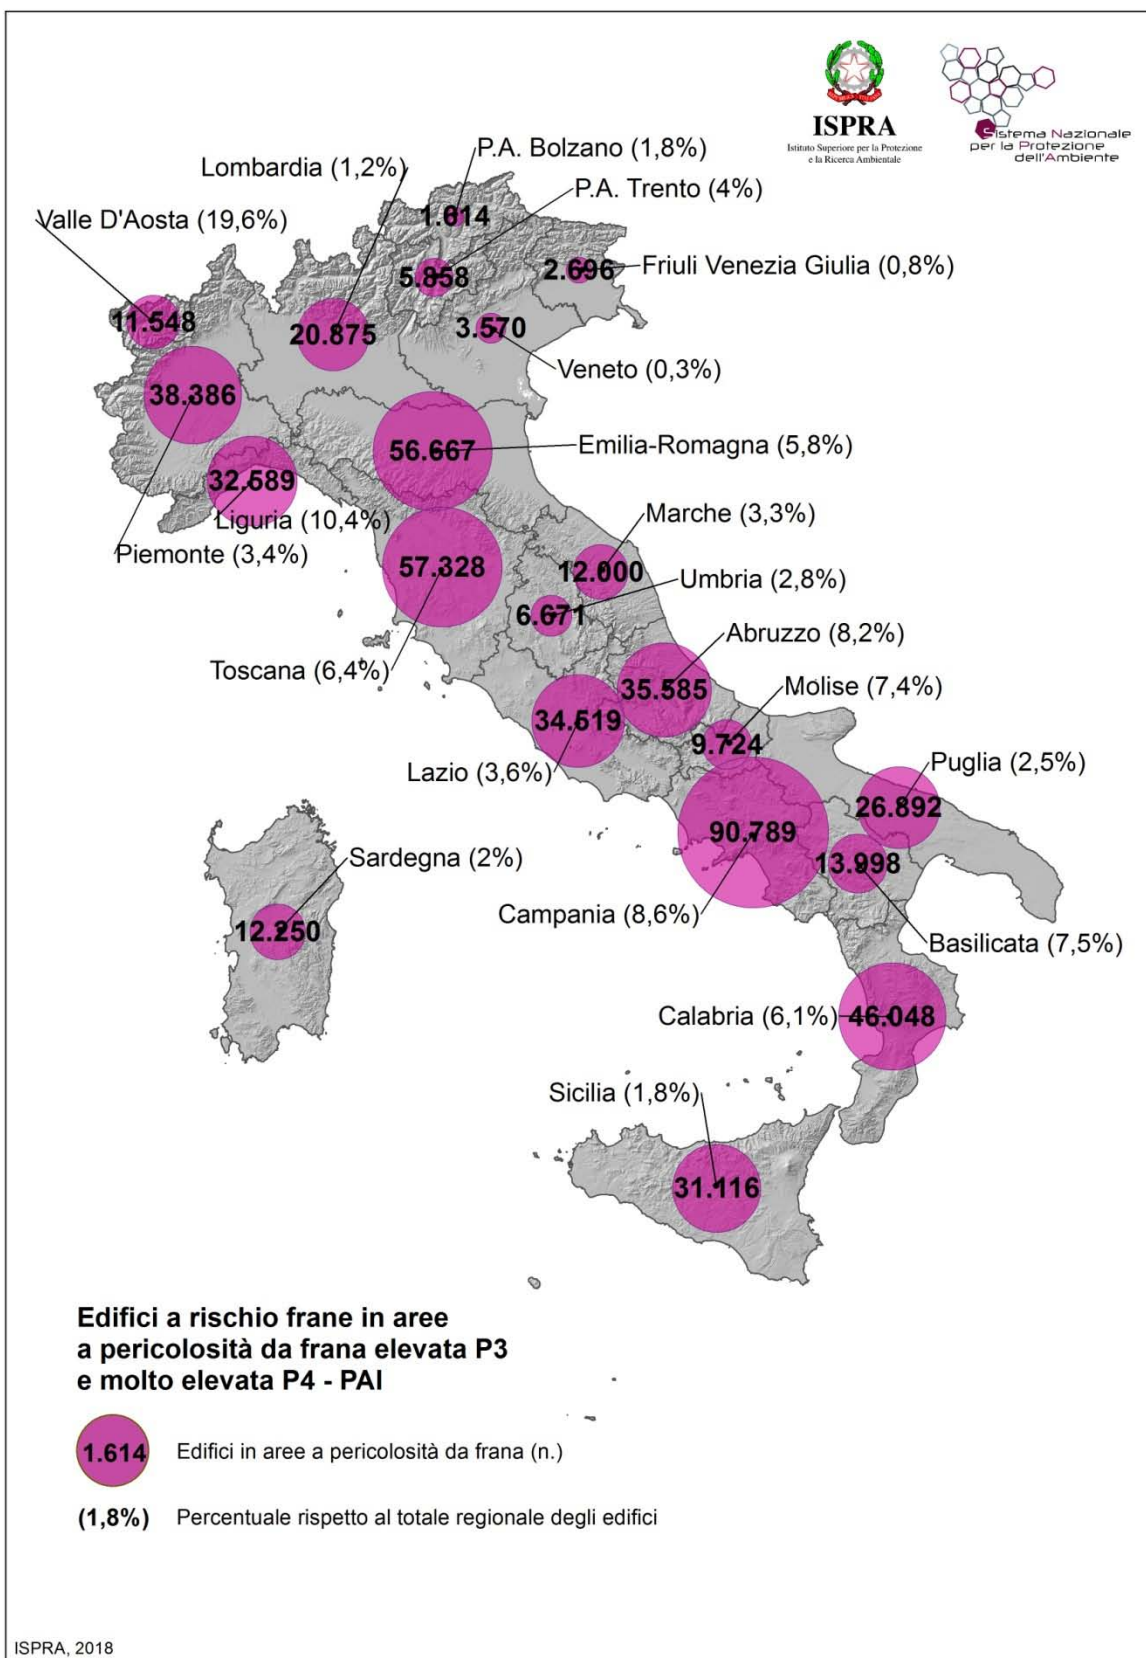 ISPRA
Istituto Superiore per la Protezione
e la Ricerca Ambientale
Sistema Nazionale
per la Protezione
dell'Ambiente
P.A. Bolzano (1,8%)
1.614
Lombardia (1,2%)
20.875
P.A. Trento (4%)
5.858
Valle D'Aosta (19,6%)
11.548
Friuli Venezia Giulia (0,8%)
2.696
3.570
Veneto (0,3%)
38.386
56.667
Emilia-Romagna (5,8%)
32.589
Liguria (10,4%)
Piemonte (3,4%)
Marche (3,3%)
12.000
57.328
Toscana (6,4%)
Umbria (2,8%)
6.671
Abruzzo (8,2%)
35.585
Molise (7,4%)
9.724
34.519
Lazio (3,6%)
Puglia (2,5%)
26.892
90.789
Campania (8,6%)
13.998
Basilicata (7,5%)
Sardegna (2%)
12.250
Calabria (6,1%)
46.048
Sicilia (1,8%)
31.116
Edifici a rischio frane in aree
a pericolosità da frana elevata P3
e molto elevata P4 - PAI
1.614 Edifici in aree a pericolosità da frana (n.)
(1,8%) Percentuale rispetto al totale regionale degli edifici
ISPRA, 2018